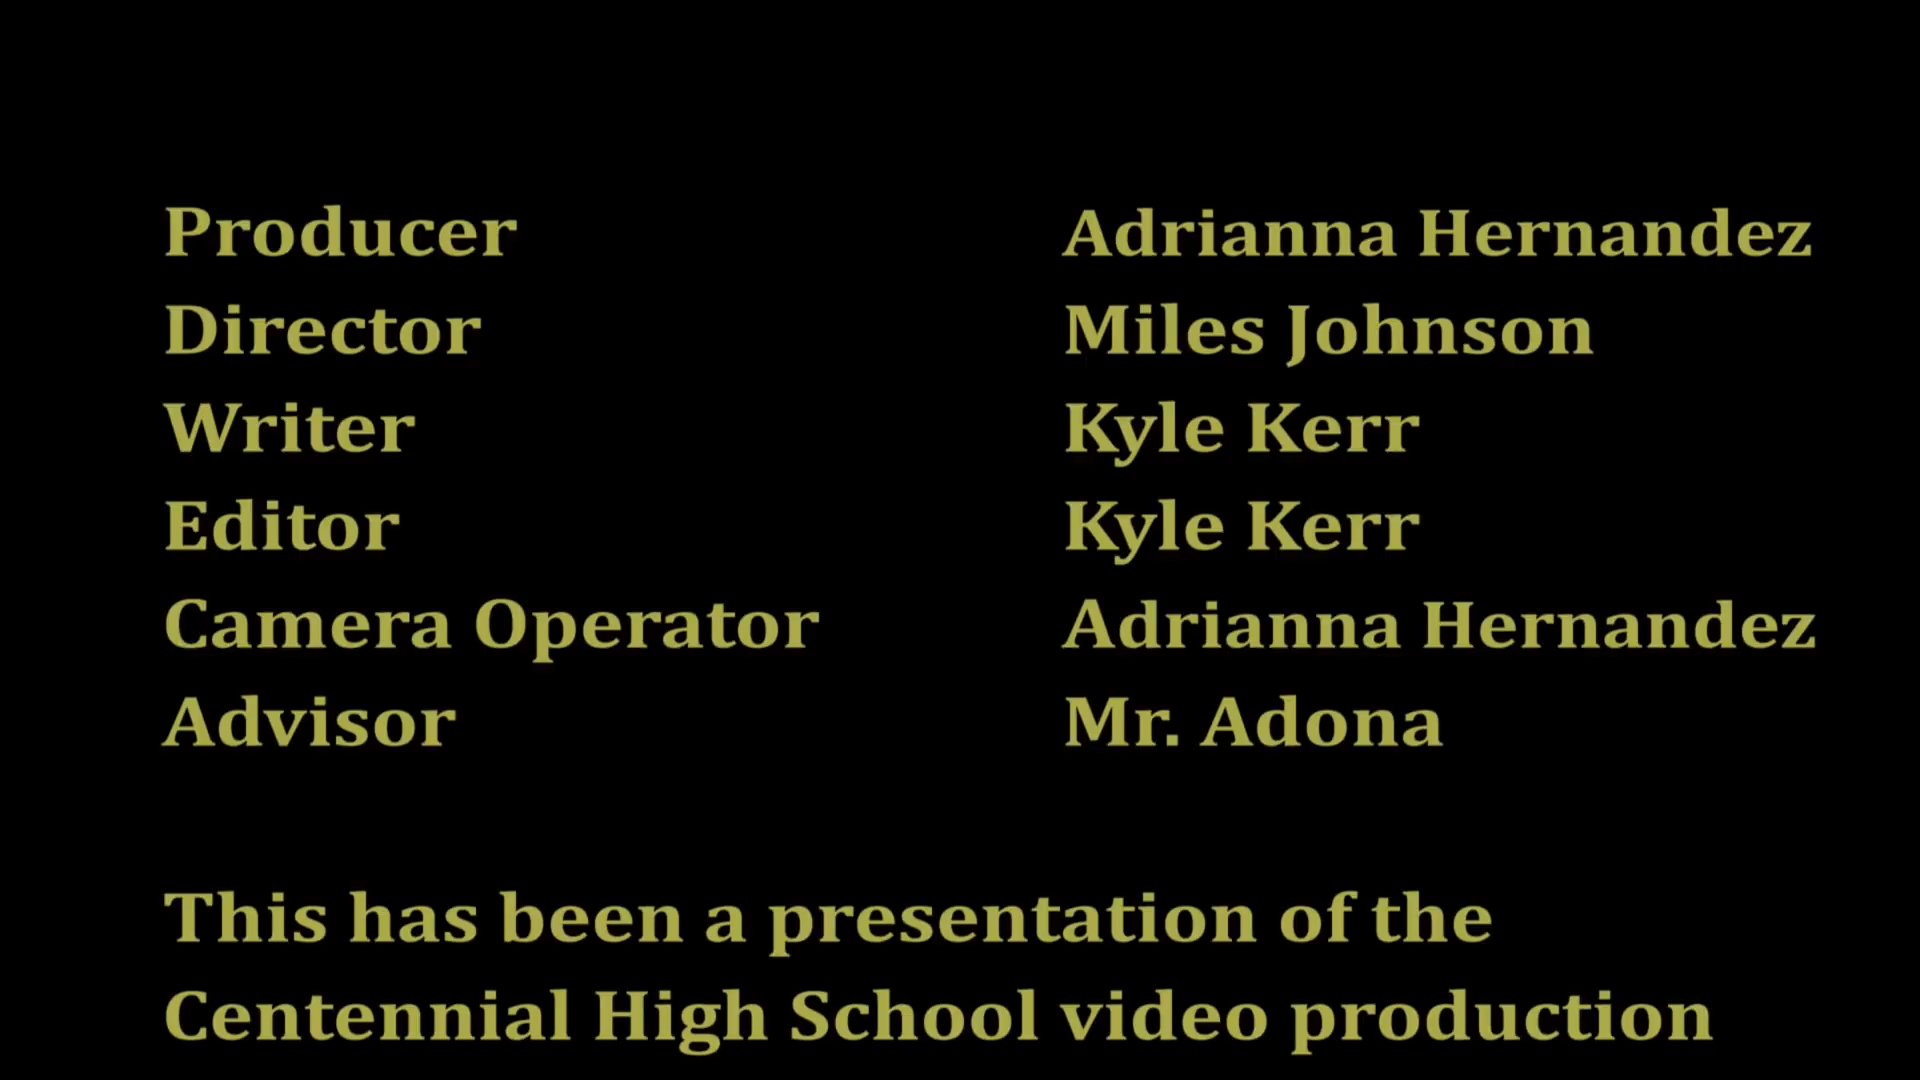 Producer Adrianna Hernandez
Director Miles Johnson
Writer Kyle Kerr
Editor Kyle Kerr
Camera Operator Adrianna Hernandez
Advisor Mr. Adona
This has been a presentation of the
Centennial High School video production